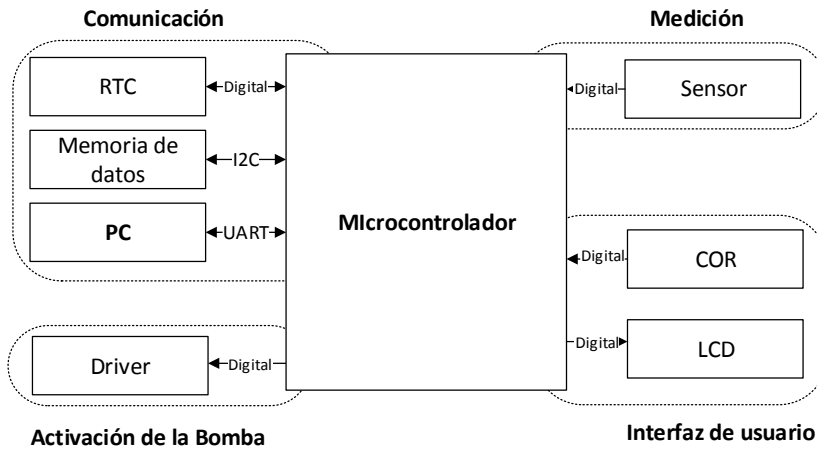 Comunicación
Medición
RTC
Digital
Memoria de
datos
I2C
PC
UART
MIcrocontrolador
Digital
Sensor
Digital
COR
Digital
LCD
Driver
Digital
Activación de la Bomba
Interfaz de usuario